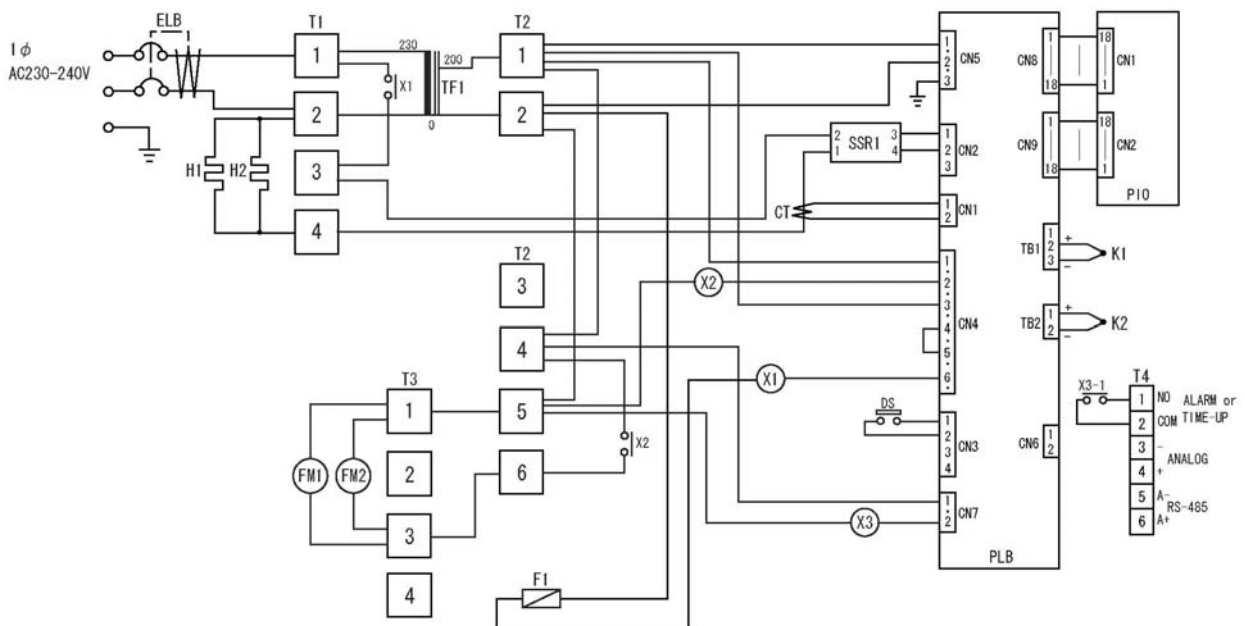 1φ
AC230-240V
ELB
T1
1
2
3
4
H1
H2
X1
230
200
TF1
0
T2
1
2
T2
3
4
5
6
X2
T3
1
2
3
4
FM1
FM2
F1
X2
X1
X3
SSR1
2
1
3
4
CT
DS
1
2
3
CN5
1
2
3
CN2
1
2
CN1
1
2
3
4
5
6
CN4
1
2
3
4
CN3
1
2
CN7
PLB
1
18
CN8
18
1
CN1
1
18
CN9
18
1
CN2
PIO
TB1
1
2
3
+
-
K1
TB2
1
2
+
-
K2
CN6
1
2
X3-1
T4
1 NO ALARM or
2 COM TIME-UP
3 -
ANALOG
4 +
5 A-
RS-485
6 A+